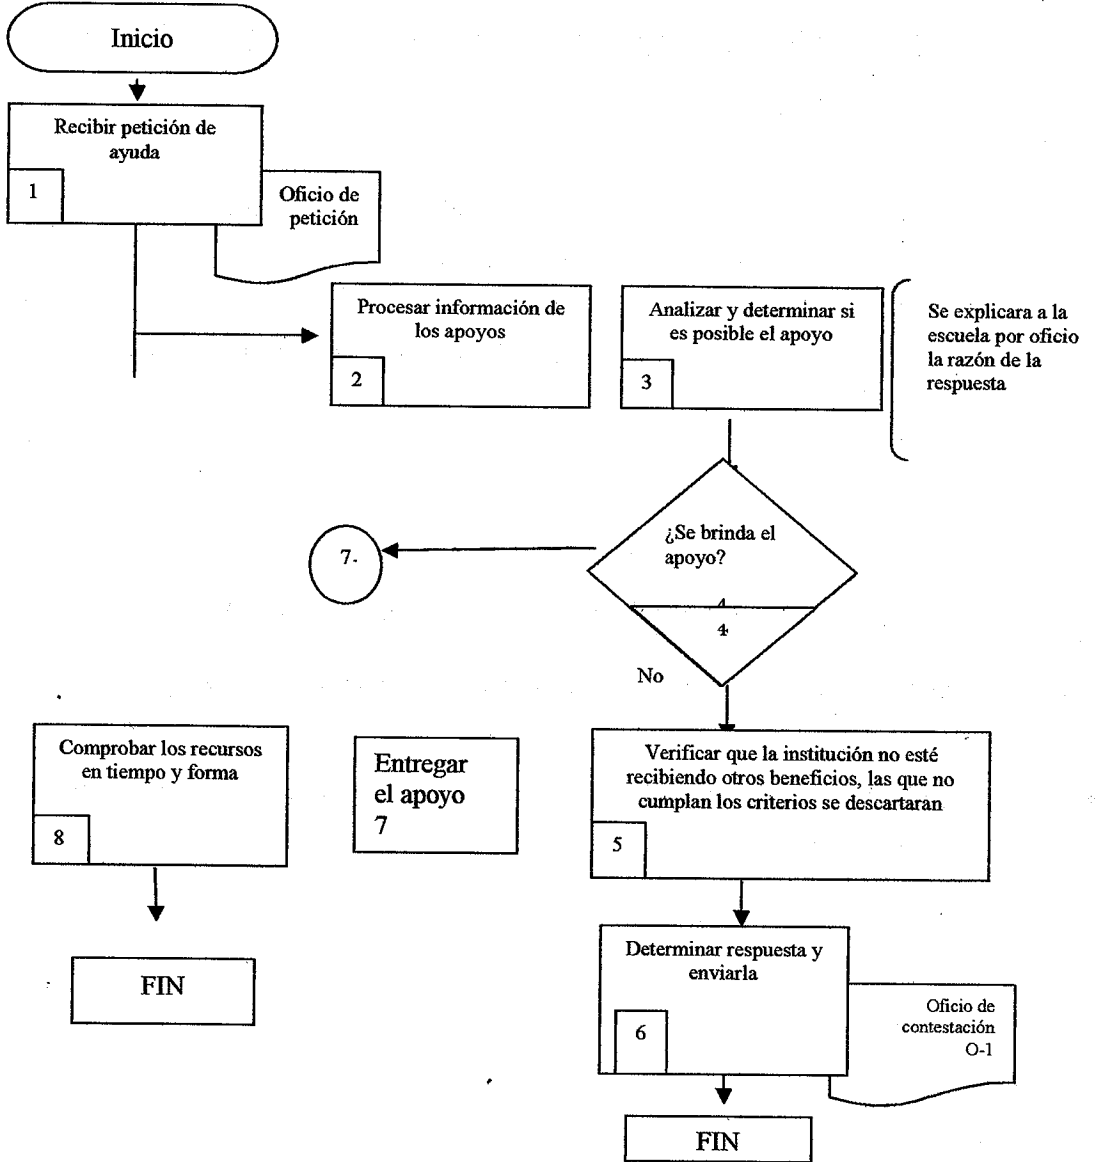 Inicio
Recibir petición de
ayuda
1
Oficio de
petición
Procesar información de
los apoyos
2
Analizar y determinar si
es posible el apoyo
3
Se explicara a la
escuela por oficio
la razón de la
respuesta
¿Se brinda el
apoyo?
4
4
7.
No
Comprobar los recursos
en tiempo y forma
8
Entregar
el apoyo
7
Verificar que la institución no esté
recibiendo otros beneficios, las que no
cumplan los criterios se descartaran
5
Determinar respuesta y
enviarla
6
Oficio de
contestación
O-1
FIN
FIN